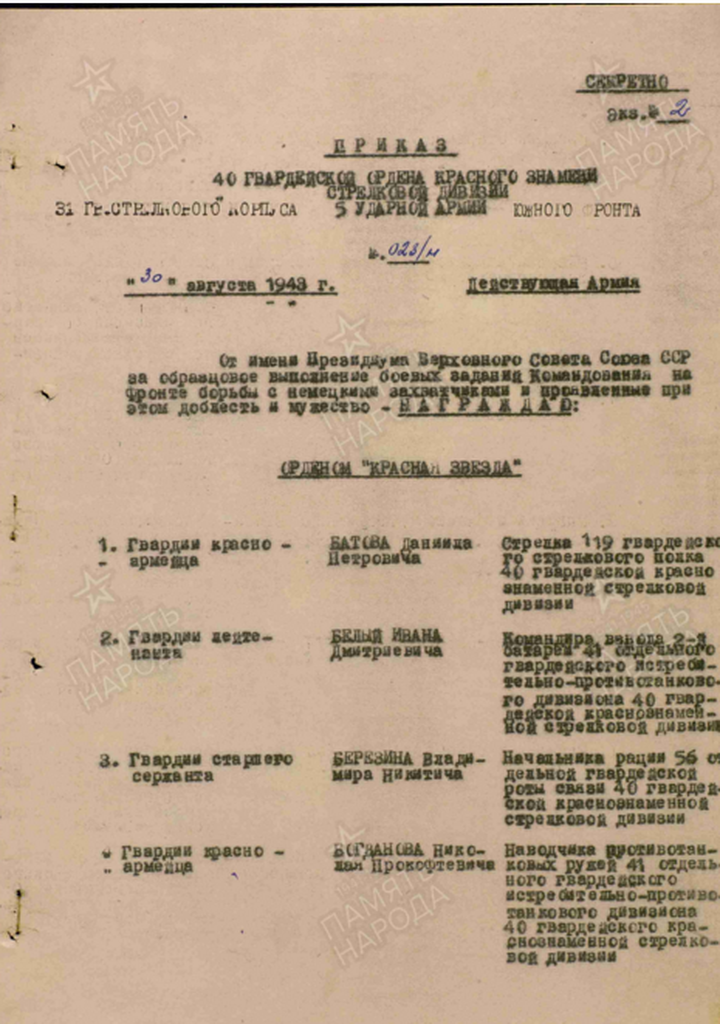 СЕКРЕТНО
Экз.№ 2
ПРИКАЗ
40 ГВАРДЕЙСКОЙ ОРДЕНА КРАСНОГО ЗНАМЕНИ
СТРЕЛКОВОЙ ДИВИЗИИ
31 ГВ.СТРЕЛКОВОГО КОРПУСА 5 УДАРНОЙ АРМИИ ЮЖНОГО ФРОНТА
№.023/н
"30" августа 1943 г. Действующая Армия
От имени Президиума Верховного Совета Союза ССР
за образцовое выполнение боевых заданий Командования на
фронте борьбы с немецкими захватчиками и проявленные при
этом доблесть и мужество - НАГРАЖДАЮ:
ОРДЕНОМ "КРАСНАЯ ЗВЕЗДА"
1. Гвардии красно - БАТОВА Даниила Стрелка 119 гвардейско
армейца Петровича го стрелкового полка
40 гвардейской красно
знаменной стрелковой
дивизии
2. Гвардии лейте- БЕЛЫЙ ИВАНА Командира взвода 2-й
нанта Дмитриевича батареи 41 отдельного
гвардейского истреби-
тельно-противотанково-
го дивизиона 40 гвар-
дейской краснознамен-
ной стрелковой дивизии
3. Гвардии старшего БЕРЕЗИНА Влади- Начальника рации 56 от
сержанта мира Никитича дельной гвардейской
роты связи 40 гвардей-
ской краснознаменной
стрелковой дивизии
Гвардии красно - БОГДАНОВА Нико- Наводчика противотан-
армейца лая Прокофтевича ковых ружей 41 отдель-
ного гвардейского
истребительно-противо-
танкового дивизиона
40 гвардейского кра-
снознаменной стрелко-
вой дивизии
ПАМЯТЬ
НАРОДА